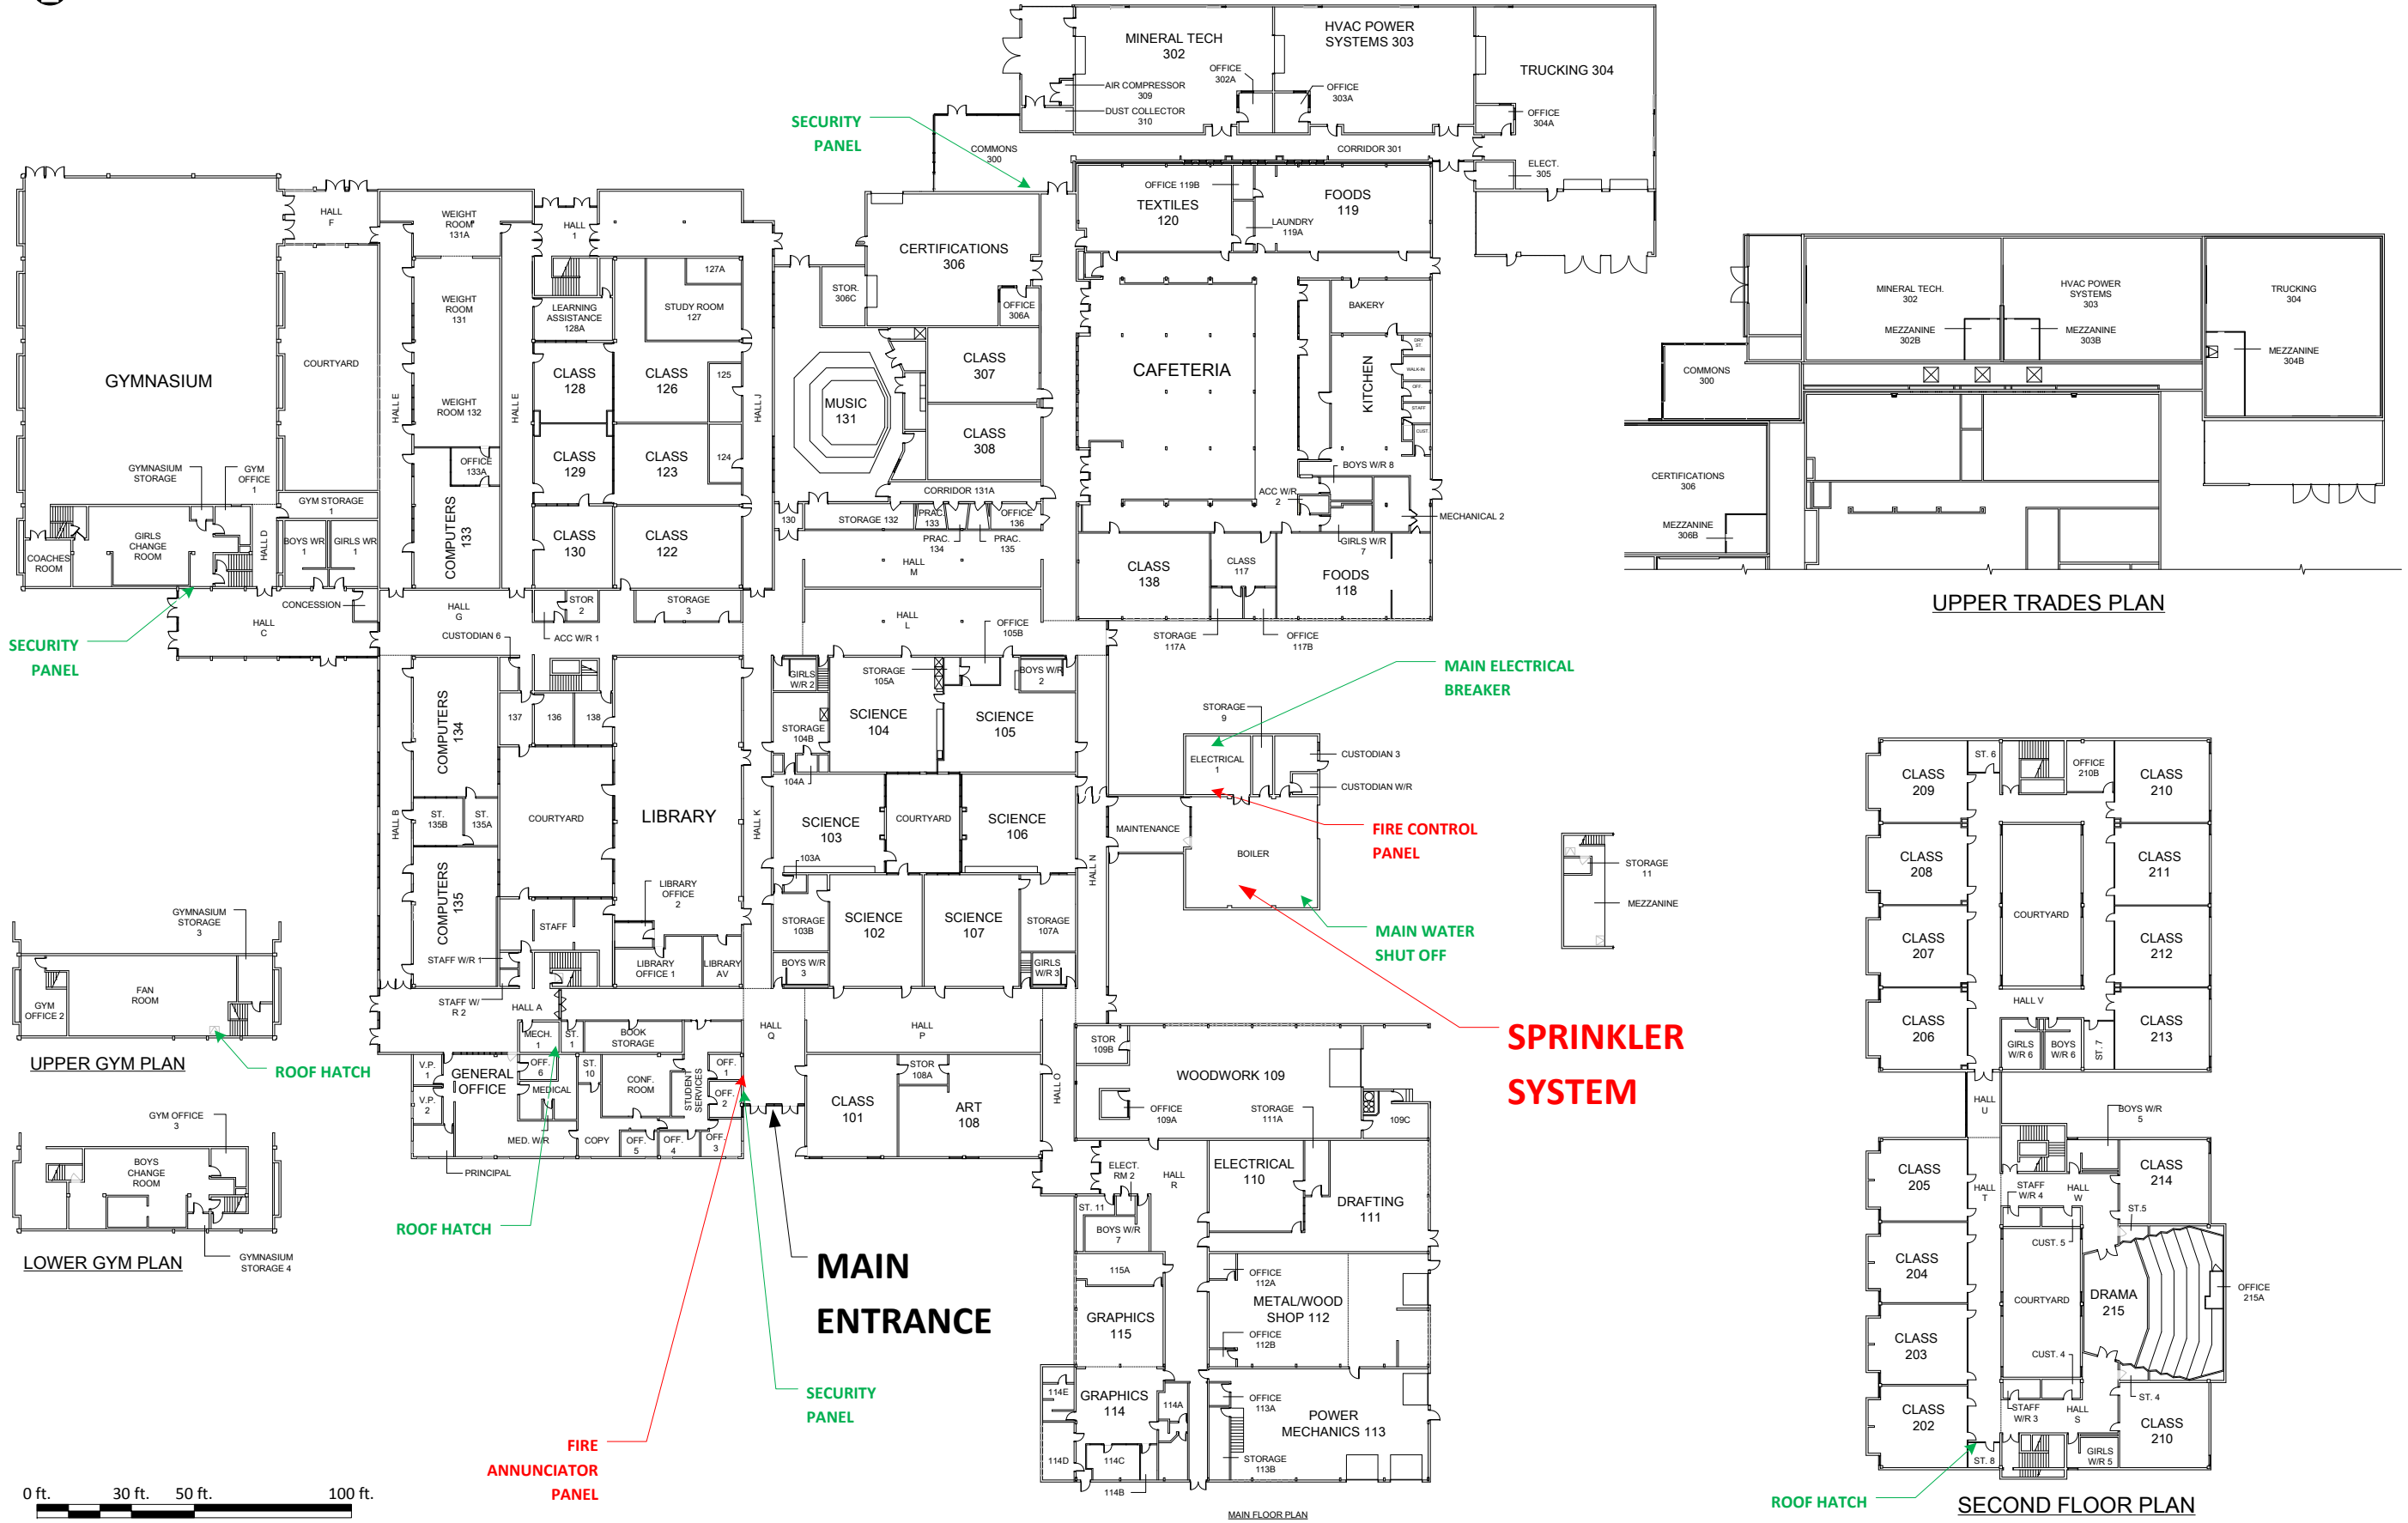 MINERAL TECH
302
HVAC POWER
SYSTEMS 303
TRUCKING 304
OFFICE
302A
OFFICE
303A
AIR COMPRESSOR
309
DUST COLLECTOR
310
OFFICE
304A
ELECT.
305
CORRIDOR 301
COMMONS
300
SECURITY
PANEL
HALL
F
WEIGHT
ROOM
131A
HALL
1
OFFICE 119B
TEXTILES
120
FOODS
119
LAUNDRY
119A
CERTIFICATIONS
306
STOR.
306C
OFFICE
306A
GYMNASIUM
COURTYARD
HALL E
WEIGHT
ROOM
131
WEIGHT
ROOM 132
HALL E
LEARNING
ASSISTANCE
128A
127A
STUDY ROOM
127
CLASS
128
CLASS
126
125
HALL J
MUSIC
131
CLASS
307
CLASS
308
CAFETERIA
BAKERY
KITCHEN
DRY
ST.
WALK-IN
OFF.
STAFF
CUST.
GYMNASIUM
STORAGE
GYM
OFFICE
1
GYM STORAGE
1
OFFICE
133A
COMPUTERS
133
CLASS
129
CLASS
123
124
CORRIDOR 131A
BOYS W/R 8
ACC W/R
2
MECHANICAL 2
GIRLS W/R
7
COACHES
ROOM
GIRLS
CHANGE
ROOM
HALL D
BOYS WR
1
GIRLS WR
1
CLASS
130
CLASS
122
130
STORAGE 132
PRAC.
133
OFFICE
136
PRAC.
134
PRAC.
135
HALL
M
CLASS
138
CLASS
117
FOODS
118
STORAGE
117A
OFFICE
117B
SECURITY
PANEL
HALL
C
CONCESSION
HALL
G
STOR
2
STORAGE
3
ACC W/R 1
CUSTODIAN 6
HALL
L
OFFICE
105B
MINERAL TECH.
302
HVAC POWER
SYSTEMS
303
TRUCKING
304
MEZZANINE
302B
MEZZANINE
303B
MEZZANINE
304B
COMMONS
300
CERTIFICATIONS
306
MEZZANINE
306B
UPPER TRADES PLAN
COMPUTERS
134
137
136
138
GIRLS
W/R 2
STORAGE
105A
BOYS W/R
2
STORAGE
104B
SCIENCE
104
SCIENCE
105
104A
MAIN ELECTRICAL
BREAKER
STORAGE
9
ELECTRICAL
1
CUSTODIAN 3
CUSTODIAN W/R
HALL B
ST.
135B
ST.
135A
COURTYARD
LIBRARY
HALL K
SCIENCE
103
COURTYARD
SCIENCE
106
103A
HALL N
MAINTENANCE
BOILER
FIRE CONTROL
PANEL
COMPUTERS
135
LIBRARY
OFFICE
2
STAFF
STAFF W/R 1
LIBRARY
OFFICE 1
LIBRARY
AV
STORAGE
103B
SCIENCE
102
SCIENCE
107
STORAGE
107A
BOYS W/R
3
GIRLS
W/R 3
MAIN WATER
SHUT OFF
STORAGE
11
MEZZANINE
SPRINKLER
SYSTEM
GYMNASIUM
STORAGE
3
FAN
ROOM
GYM
OFFICE 2
UPPER GYM PLAN
ROOF HATCH
STAFF W/
R 2
HALL A
MECH.
1
ST.
1
BOOK
STORAGE
HALL
Q
HALL
P
V.P.
1
V.P.
2
GENERAL
OFFICE
OFF.
6
MEDICAL
ST.
10
CONF.
ROOM
STUDENT
SERVICES
OFF.
1
OFF.
2
OFF.
3
MED. W/R
COPY
OFF.
5
OFF.
4
PRINCIPAL
CLASS
101
STOR
108A
ART
108
HALL O
STOR
109B
WOODWORK 109
OFFICE
109A
STORAGE
111A
109C
ELECT.
RM 2
HALL
R
ELECTRICAL
110
DRAFTING
111
ST. 11
BOYS W/R
7
115A
OFFICE
112A
METAL/WOOD
SHOP 112
OFFICE
112B
GRAPHICS
115
114E
GRAPHICS
114
114A
OFFICE
113A
POWER
MECHANICS 113
114D
114C
114B
STORAGE
113B
MAIN FLOOR PLAN
GYM OFFICE
3
BOYS
CHANGE
ROOM
LOWER GYM PLAN
GYMNASIUM
STORAGE 4
ROOF HATCH
MAIN
ENTRANCE
SECURITY
PANEL
FIRE
ANNUNCIATOR
PANEL
0 ft.
30 ft.
50 ft.
100 ft.
CLASS
209
ST. 6
OFFICE
210B
CLASS
210
CLASS
208
CLASS
211
COURTYARD
CLASS
207
CLASS
212
HALL V
CLASS
206
GIRLS
W/R 6
BOYS
W/R 6
ST. 7
CLASS
213
HALL
U
BOYS W/R
5
CLASS
205
HALL
T
STAFF
W/R 4
HALL
W
CLASS
214
ST.5
CUST. 5
CLASS
204
COURTYARD
DRAMA
215
OFFICE
215A
CLASS
203
CUST. 4
ST. 4
CLASS
202
STAFF
W/R 3
HALL
S
CLASS
210
ST. 8
GIRLS
W/R 5
ROOF HATCH
SECOND FLOOR PLAN